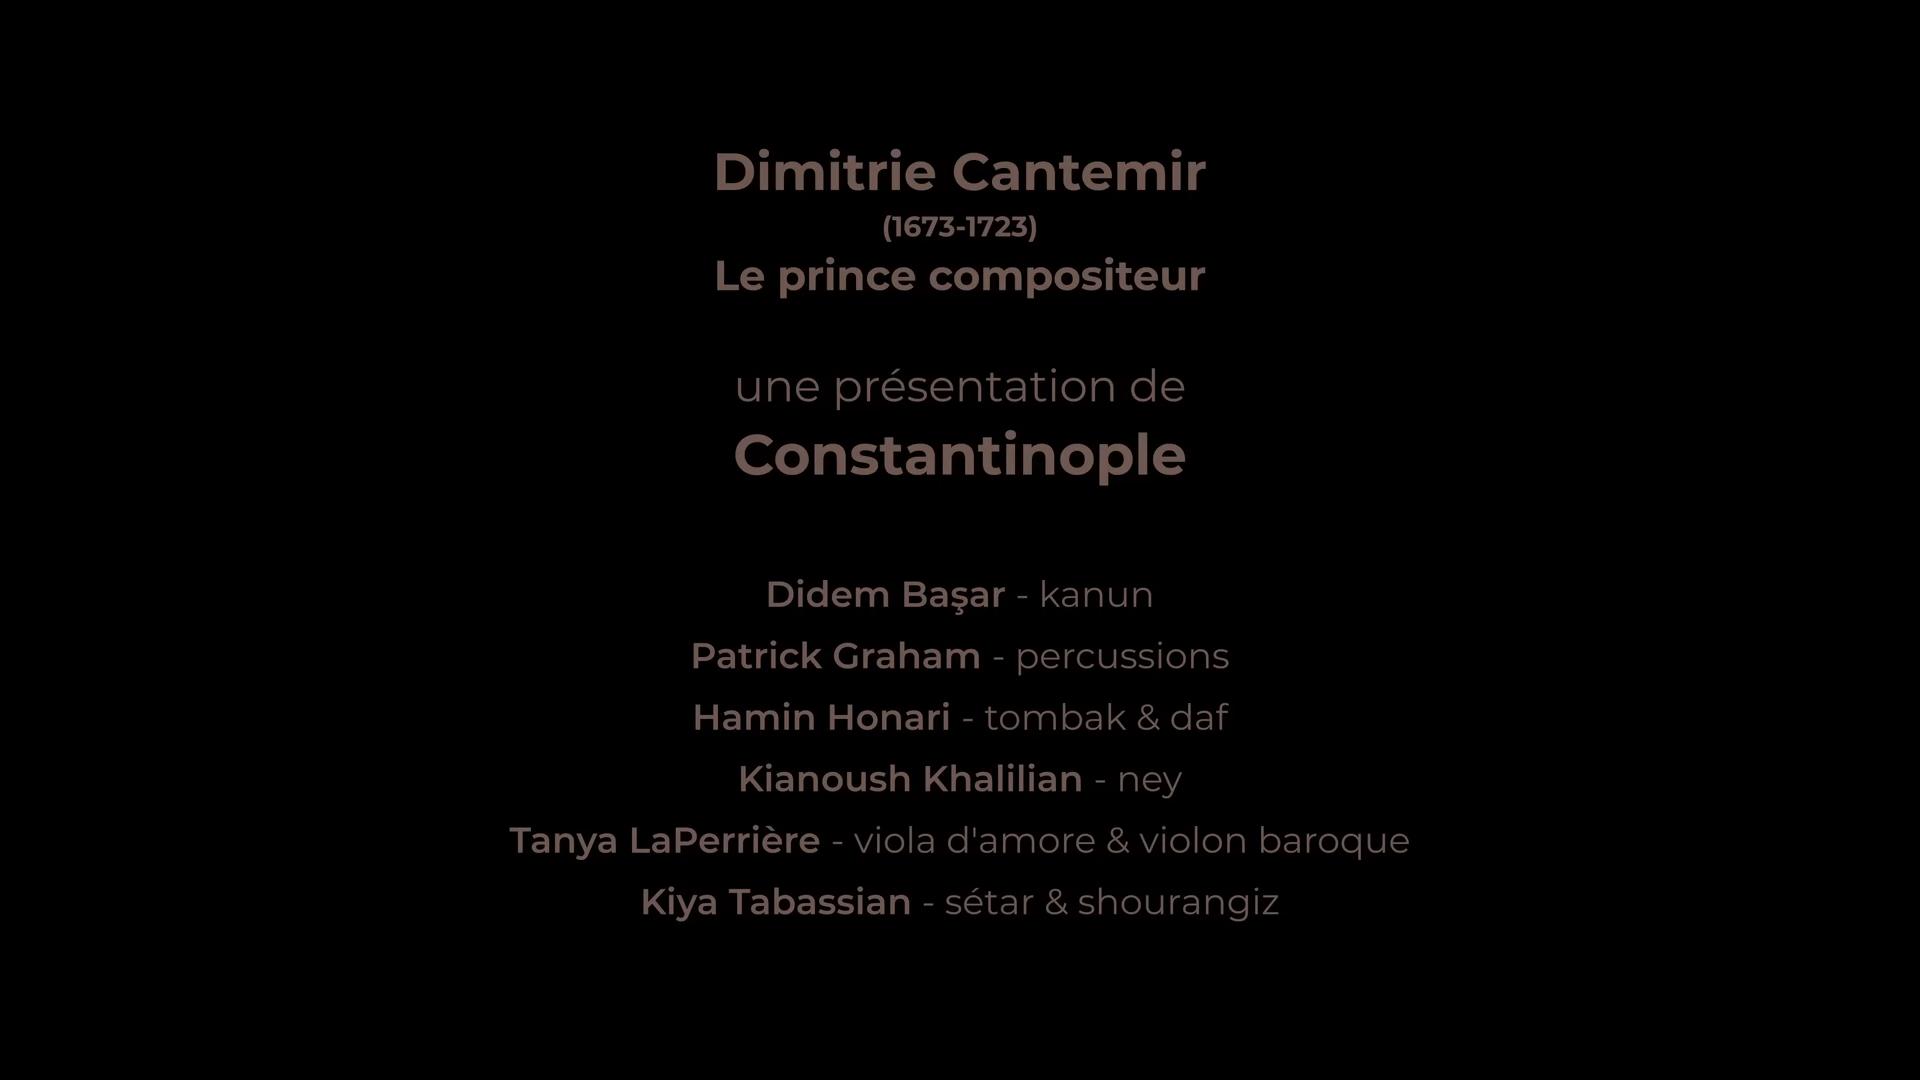 Dimitrie Cantemir
(1673-1723)
Le prince compositeur
une présentation de
Constantinople
Didem Başar - kanun
Patrick Graham - percussions
Hamin Honari - tombak & daf
Kianoush Khalilian - ney
Tanya LaPerrière - viola d'amore & violon baroque
Kiya Tabassian - sétar & shourangiz